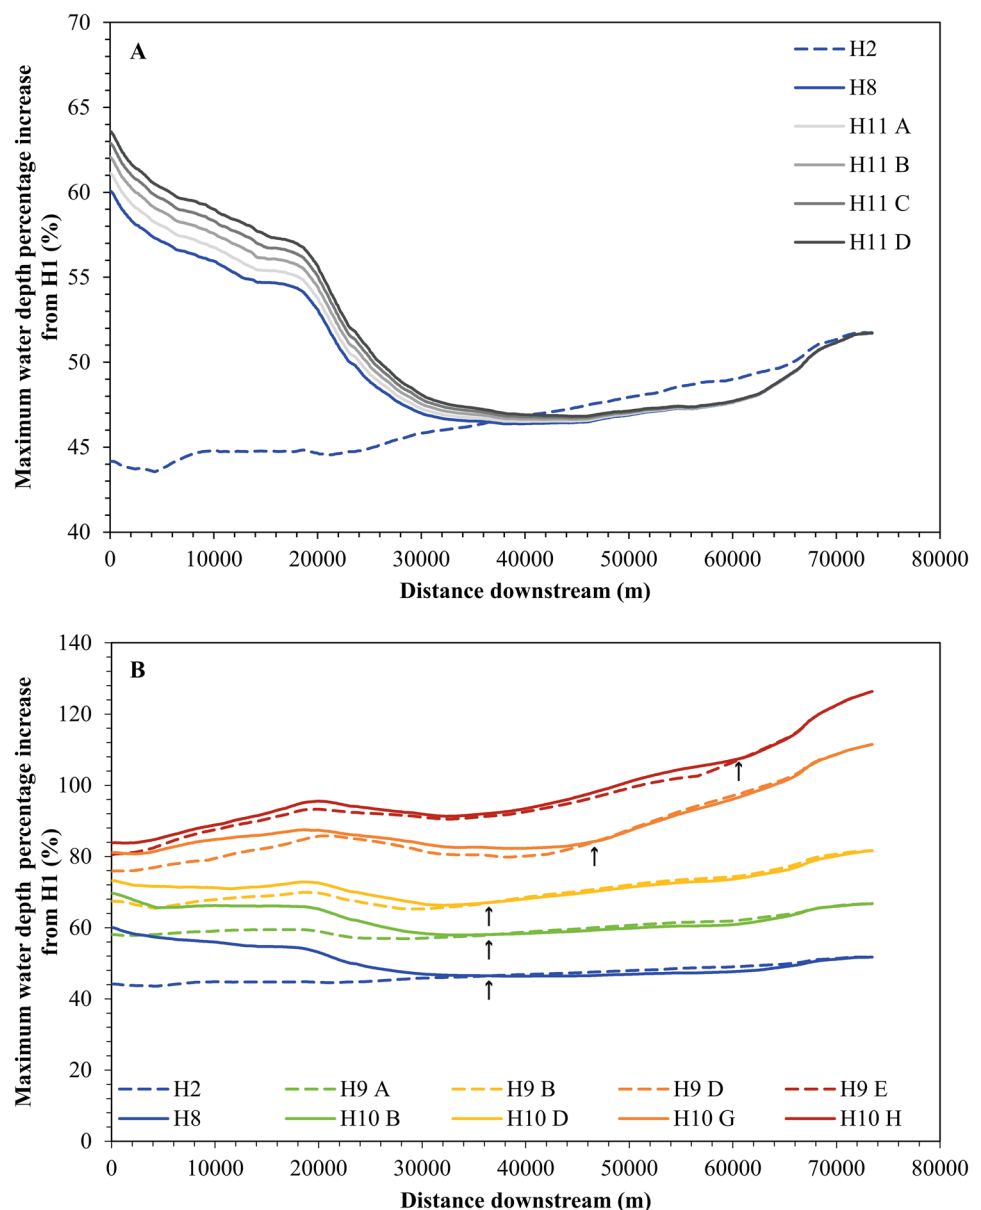 70
65
60
55
50
45
40
Maximum water depth percentage increase
from H1 (%)
A
H2
H8
H11 A
H11 B
H11 C
H11 D
0 10000 20000 30000 40000 50000 60000 70000 80000
Distance downstream (m)
140
120
100
80
60
40
20
0
Maximum water depth percentage increase
from H1 (%)
B
H2 H9 A H9 B H9 D H9 E
H8 H10 B H10 D H10 G H10 H
0 10000 20000 30000 40000 50000 60000 70000 80000
Distance downstream (m)